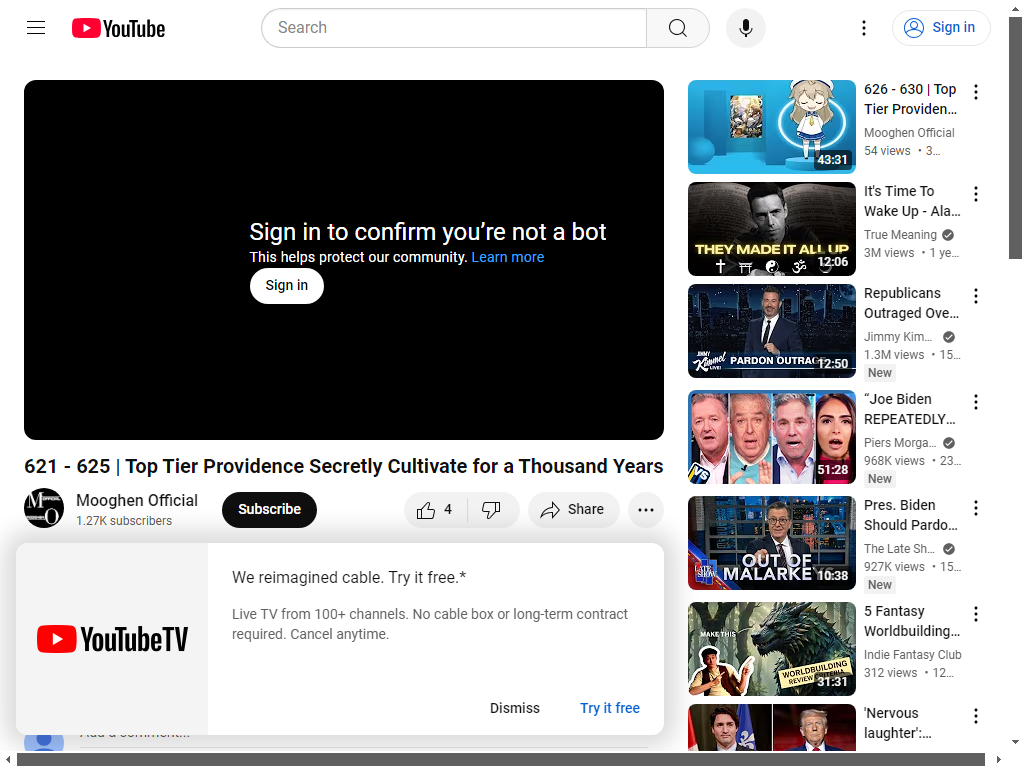 YouTube
Search
Sign in
Sign in to confirm you’re not a bot
This helps protect our community. Learn more
Sign in
621 - 625 | Top Tier Providence Secretly Cultivate for a Thousand Years
Mooghen Official
1.27K subscribers
Subscribe
4
Share
We reimagined cable. Try it free.*
Live TV from 100+ channels. No cable box or long-term contract
required. Cancel anytime.
YouTubeTV
Dismiss
Try it free
Add a comment...
43:31
626 - 630 | Top
Tier Providen...
Mooghen Official
54 views • 3...
THEY MADE IT ALL UP
12:06
It's Time To
Wake Up - Ala...
True Meaning
3M views • 1 ye...
JIMMY
Kimmel
LIVE!
PARDON OUTRAG
12:50
Republicans
Outraged Ove...
Jimmy Kim...
1.3M views • 15...
New
51:28
“Joe Biden
REPEATEDLY...
Piers Morga...
968K views • 23...
New
LATE SHOW
OUT OF
MALARKEY
10:38
Pres. Biden
Should Pardo...
The Late Sh...
927K views • 15...
New
MAKE THIS
WORLDBUILDING
REVIEW CRITERIA
31:31
5 Fantasy
Worldbuilding...
Indie Fantasy Club
312 views • 12...
'Nervous
laughter':...